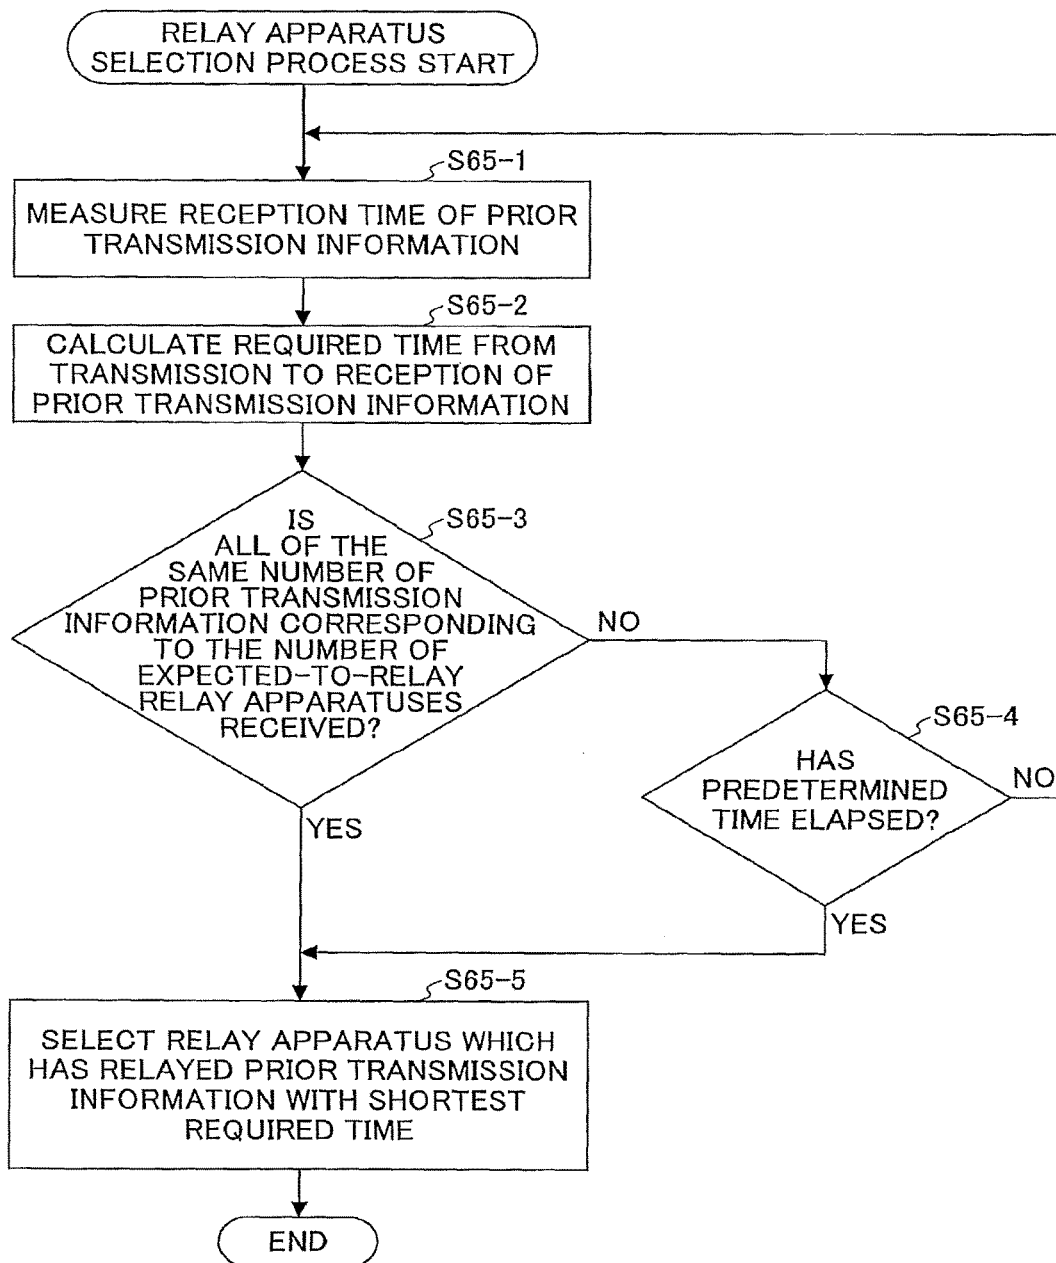 RELAY APPARATUS
SELECTION PROCESS START
S65-1
MEASURE RECEPTION TIME OF PRIOR
TRANSMISSION INFORMATION
S65-2
CALCULATE REQUIRED TIME FROM
TRANSMISSION TO RECEPTION OF
PRIOR TRANSMISSION INFORMATION
S65-3
IS
ALL OF THE
SAME NUMBER OF
PRIOR TRANSMISSION
INFORMATION CORRESPONDING
TO THE NUMBER OF
EXPECTED-TO-RELAY
RELAY APPARATUSES
RECEIVED?
NO
YES
S65-4
HAS
PREDETERMINED
TIME ELAPSED?
NO
YES
S65-5
SELECT RELAY APPARATUS WHICH
HAS RELAYED PRIOR TRANSMISSION
INFORMATION WITH SHORTEST
REQUIRED TIME
END